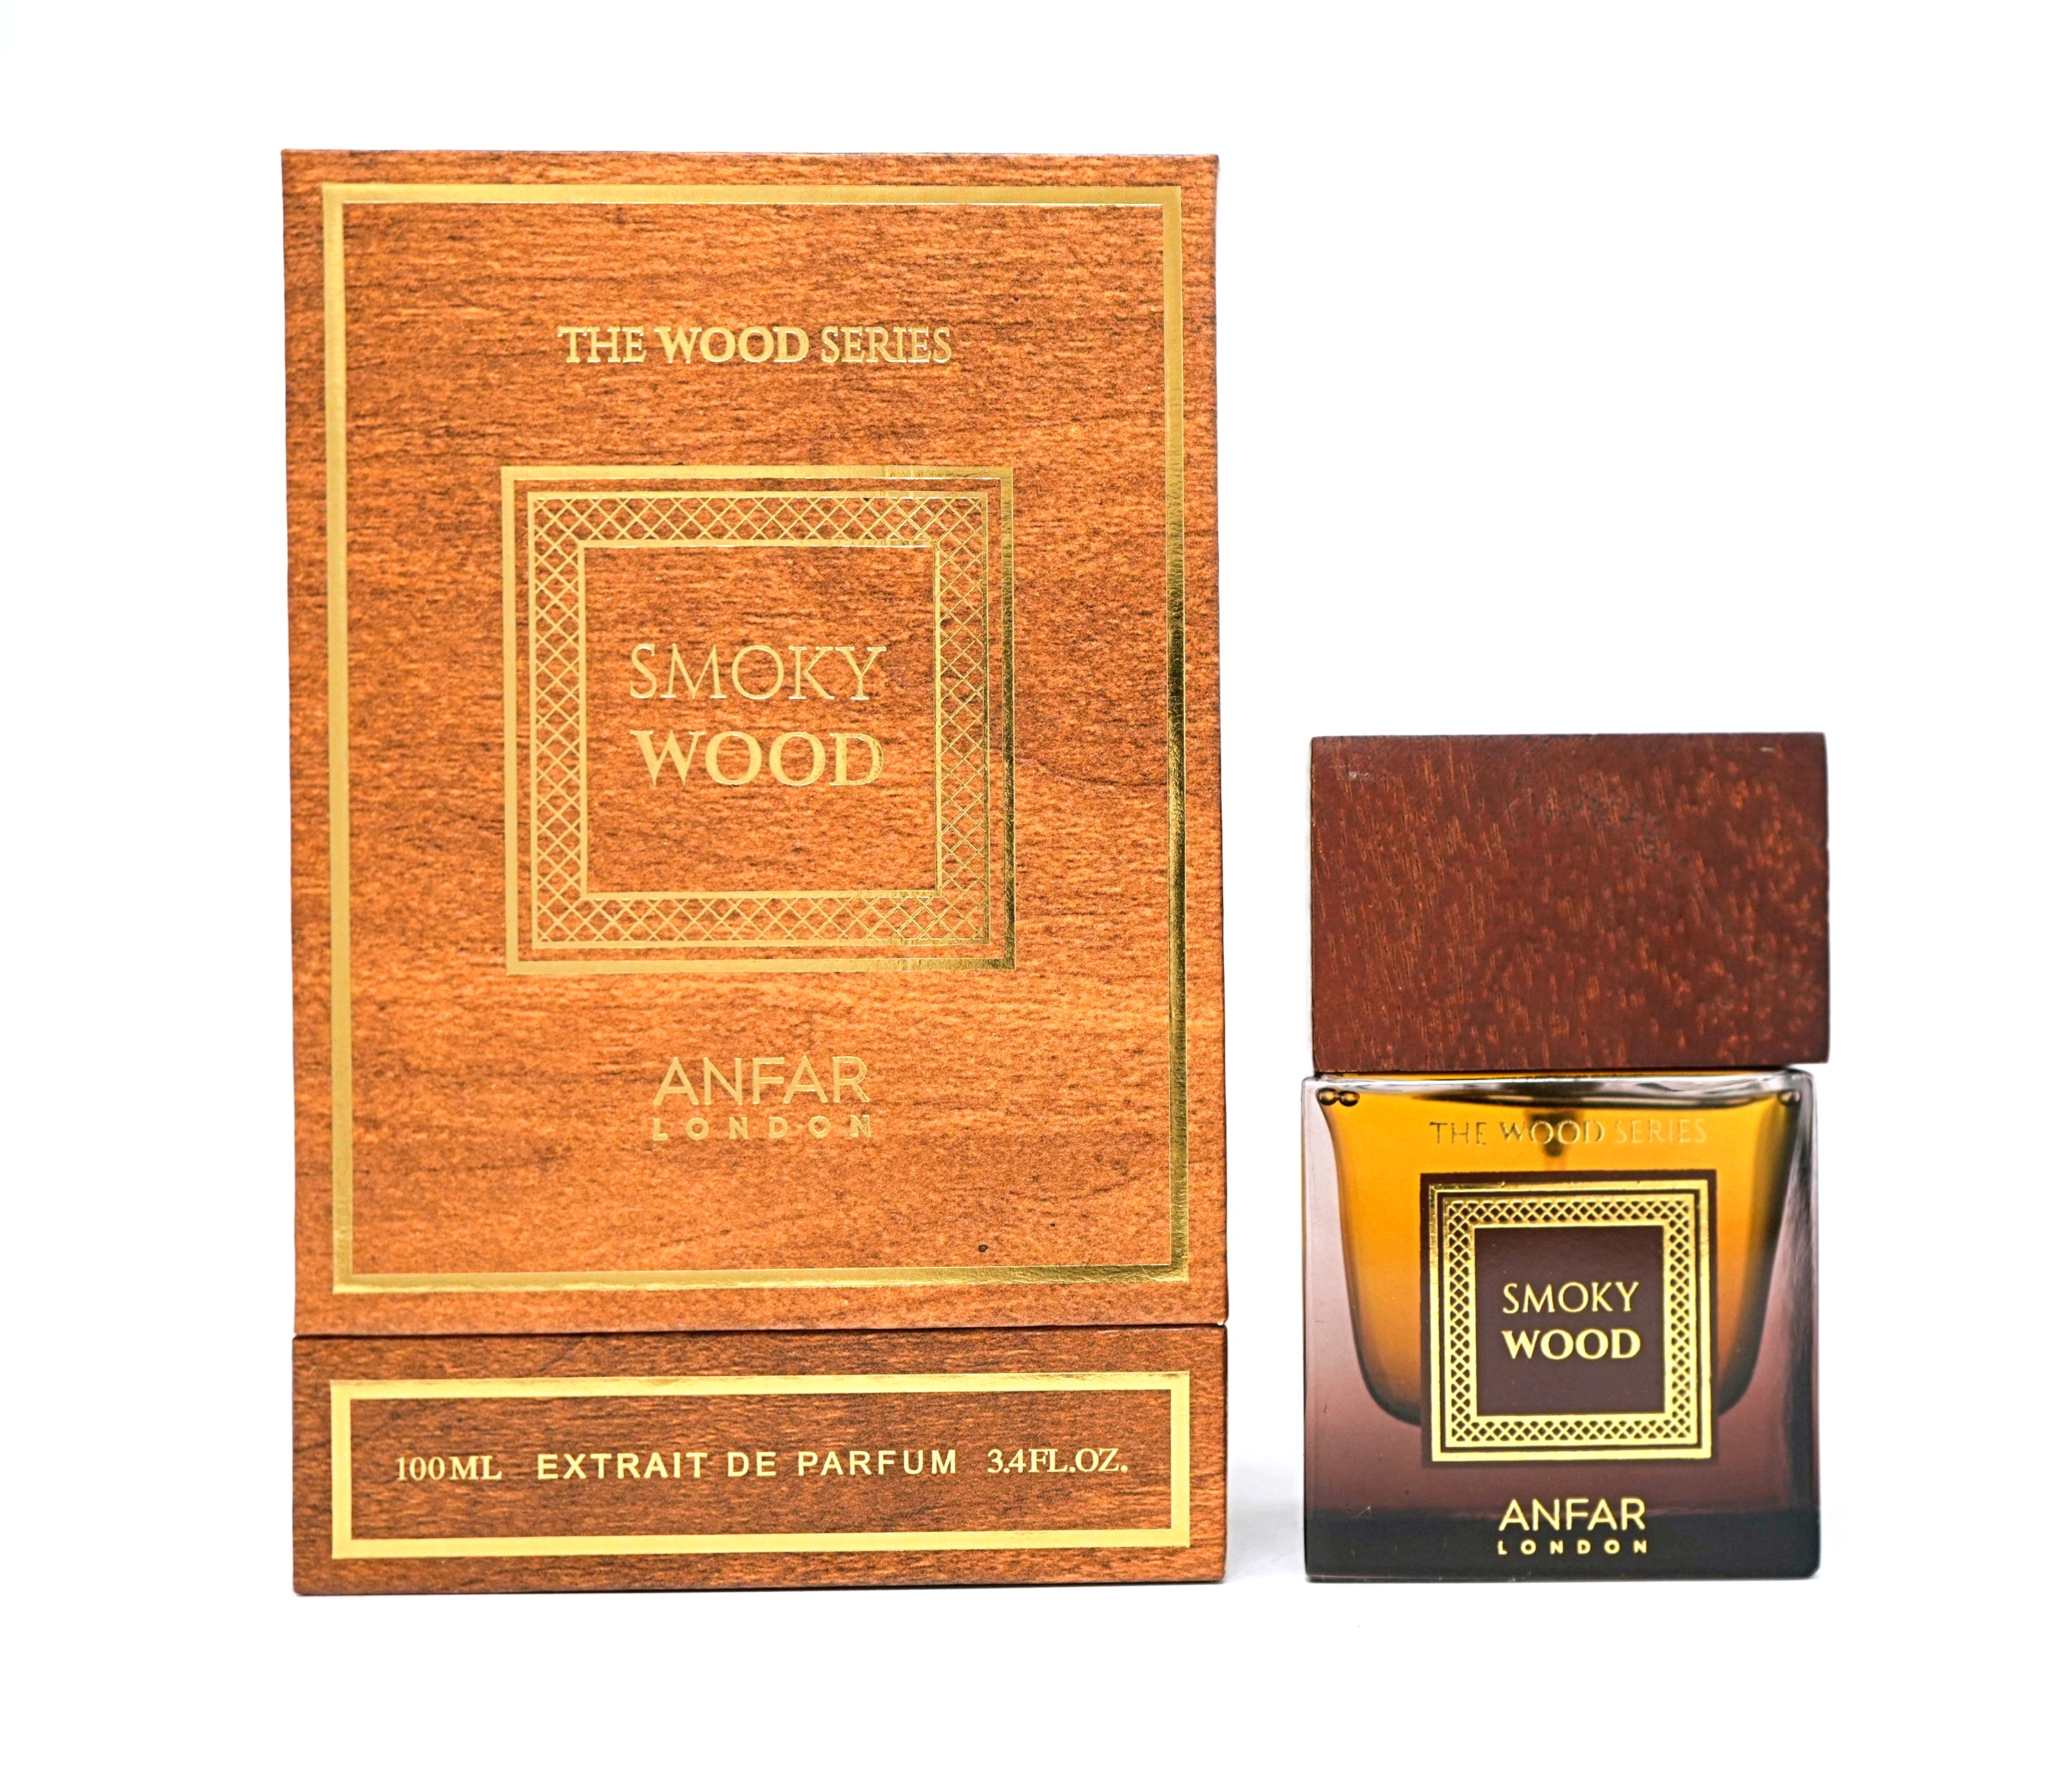 THE WOOD SERIES
SMOKY
WOOD
ANFAR
LONDON
100ML EXTRAIT DE PARFUM 3.4FL.OZ.
THE WOOD SERIES
SMOKY
WOOD
ANFAR
LONDON